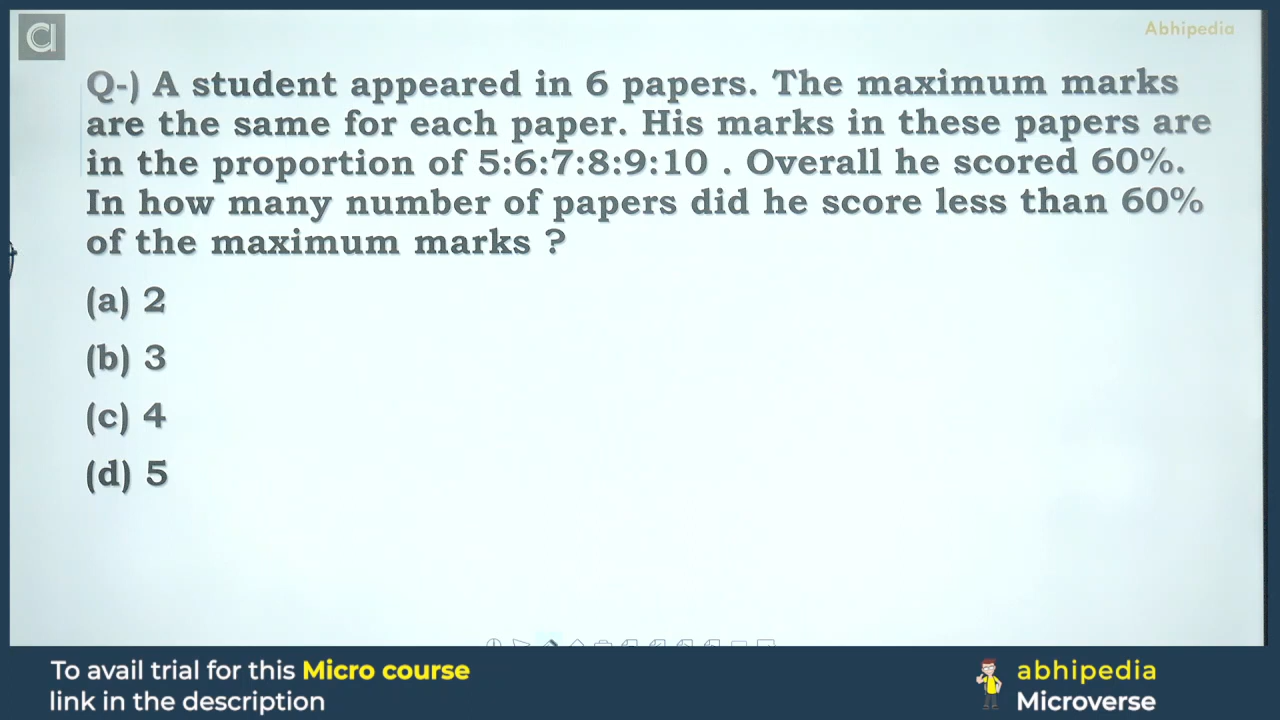 Abhipedia
Q-) A student appeared in 6 papers. The maximum marks
are the same for each paper. His marks in these papers are
in the proportion of 5:6:7:8:9:10 . Overall he scored 60%.
In how many number of papers did he score less than 60%
of the maximum marks ?
(a) 2
(b) 3
(c) 4
(d) 5
To avail trial for this Micro course
link in the description
abhipedia
Microverse